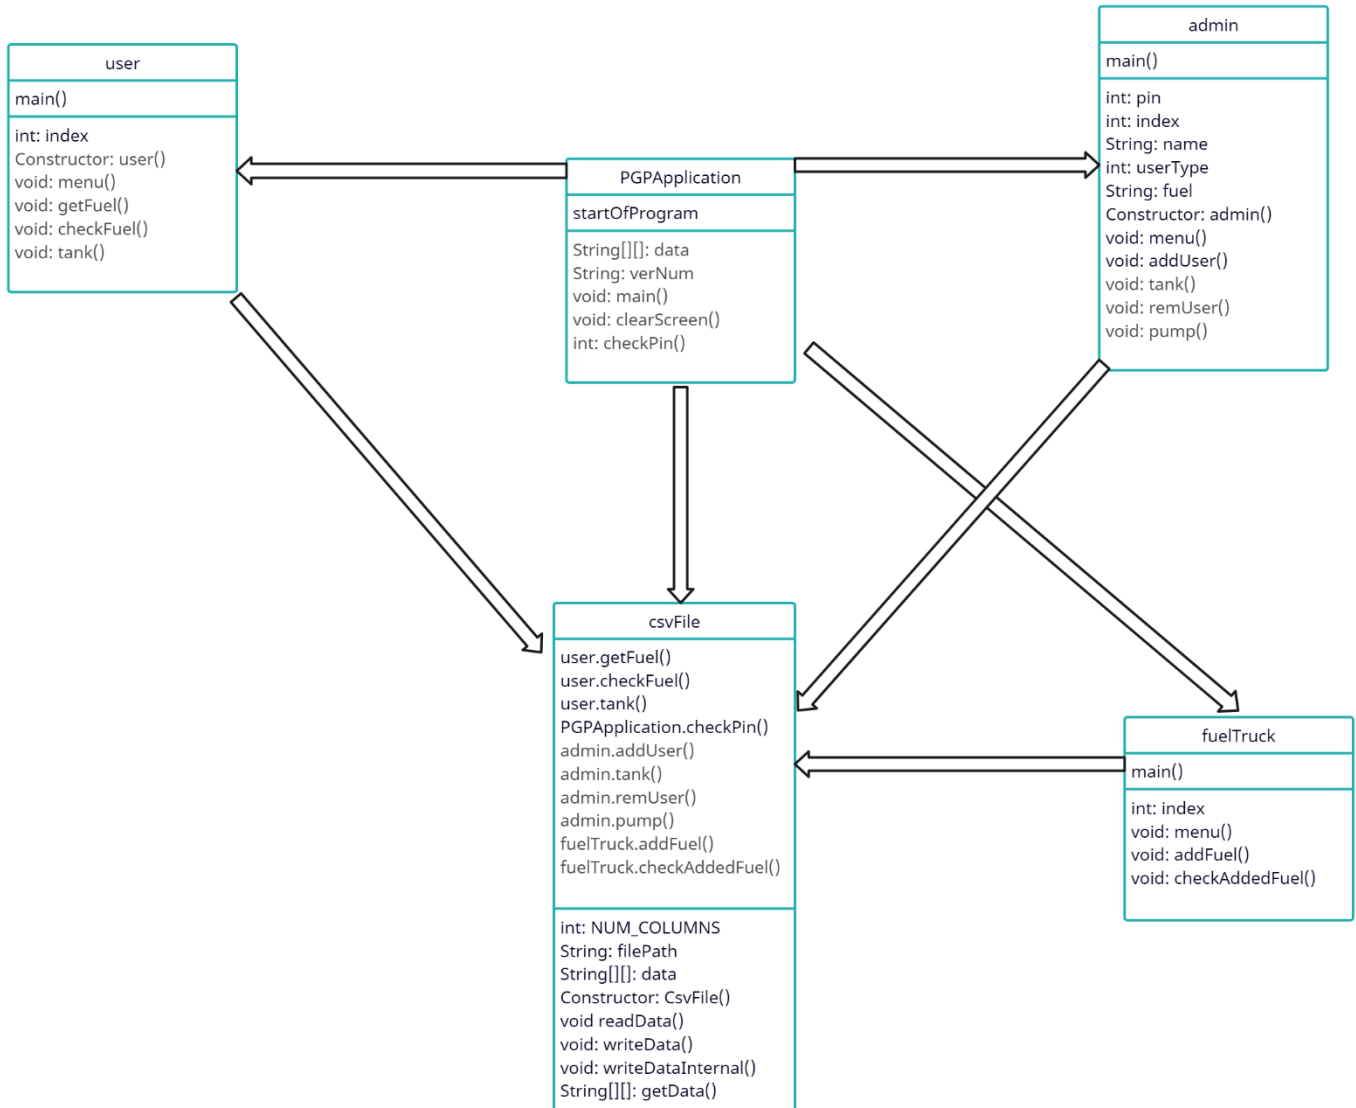 user
main()
int: index
Constructor: user()
void: menu()
void: getFuel()
void: checkFuel()
void: tank()
PGPApplication
startOfProgram
String[][]: data
String: verNum
void: main()
void: clearScreen()
int: checkPin()
admin
main()
int: pin
int: index
String: name
int: userType
String: fuel
Constructor: admin()
void: menu()
void: addUser()
void: tank()
void: remUser()
void: pump()
csvFile
user.getFuel()
user.checkFuel()
user.tank()
PGPApplication.checkPin()
admin.addUser()
admin.tank()
admin.remUser()
admin.pump()
fuelTruck.addFuel()
fuelTruck.checkAddedFuel()
int: NUM_COLUMNS
String: filePath
String[][]: data
Constructor: CsvFile()
void readData()
void: writeData()
void: writeDataInternal()
String[][]: getData()
fuelTruck
main()
int: index
void: menu()
void: addFuel()
void: checkAddedFuel()